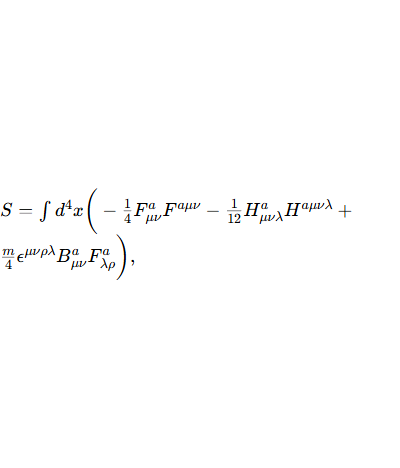 S = ∫ d⁴x( − 1/4 F^a_{μν} F^{aμν} − 1/12 H^a_{μνλ} H^{aμνλ} +
m/4 ϵ^{μνρλ} B^a_{μν} F^a_{λρ} ),